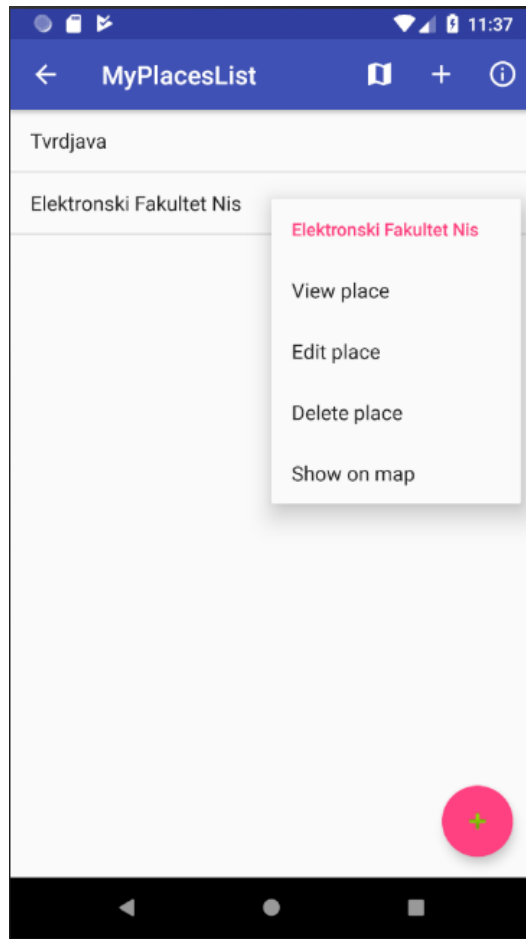 11:37
MyPlacesList
Tvrdjava
Elektronski Fakultet Nis
Elektronski Fakultet Nis
View place
Edit place
Delete place
Show on map